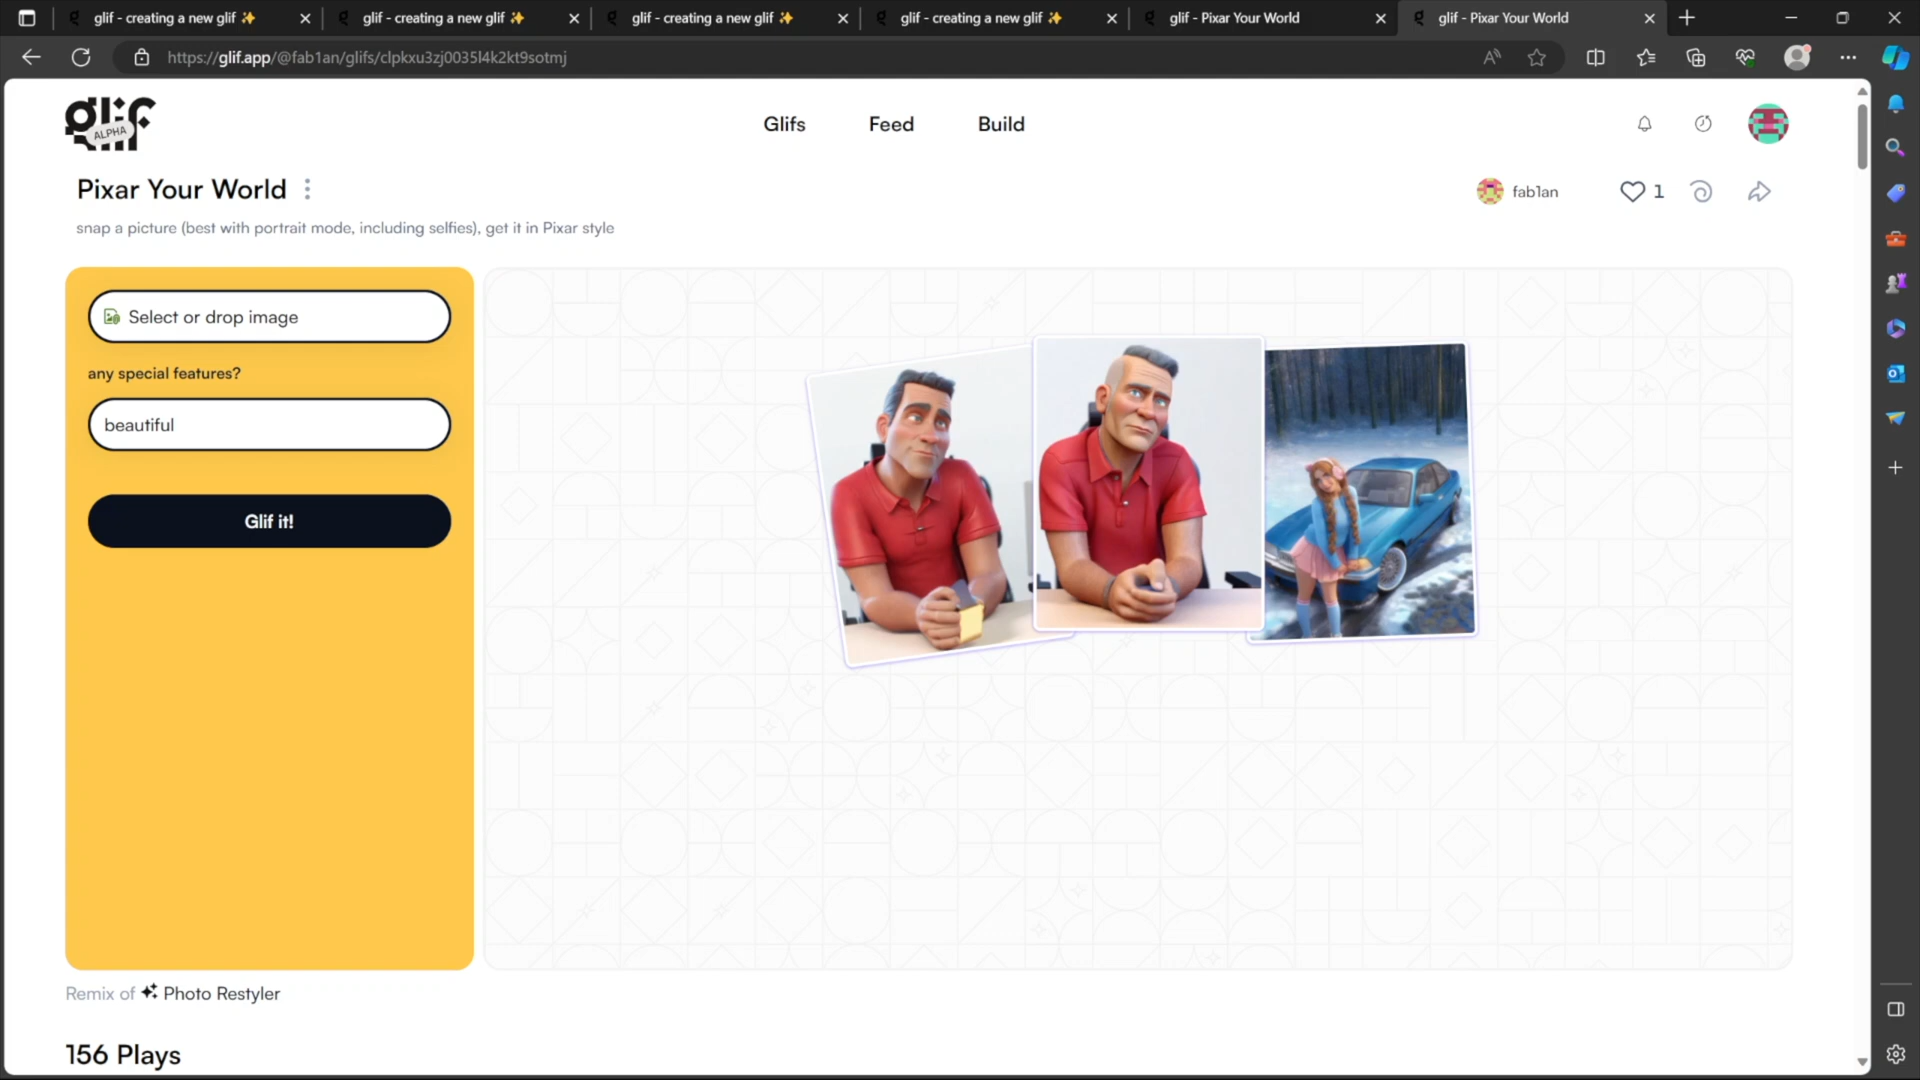 glif - creating a new glif ✨
glif - creating a new glif ✨
glif - creating a new glif ✨
glif - creating a new glif ✨
glif - Pixar Your World
glif - Pixar Your World
https://glif.app/@fab1an/glifs/clpkxu3zj0035l4k2kt9sotmj
glif
ALPHA
Glifs
Feed
Build
Pixar Your World
fab1an
1
snap a picture (best with portrait mode, including selfies), get it in Pixar style
Select or drop image
any special features?
beautiful
Glif it!
Remix of Photo Restyler
156 Plays